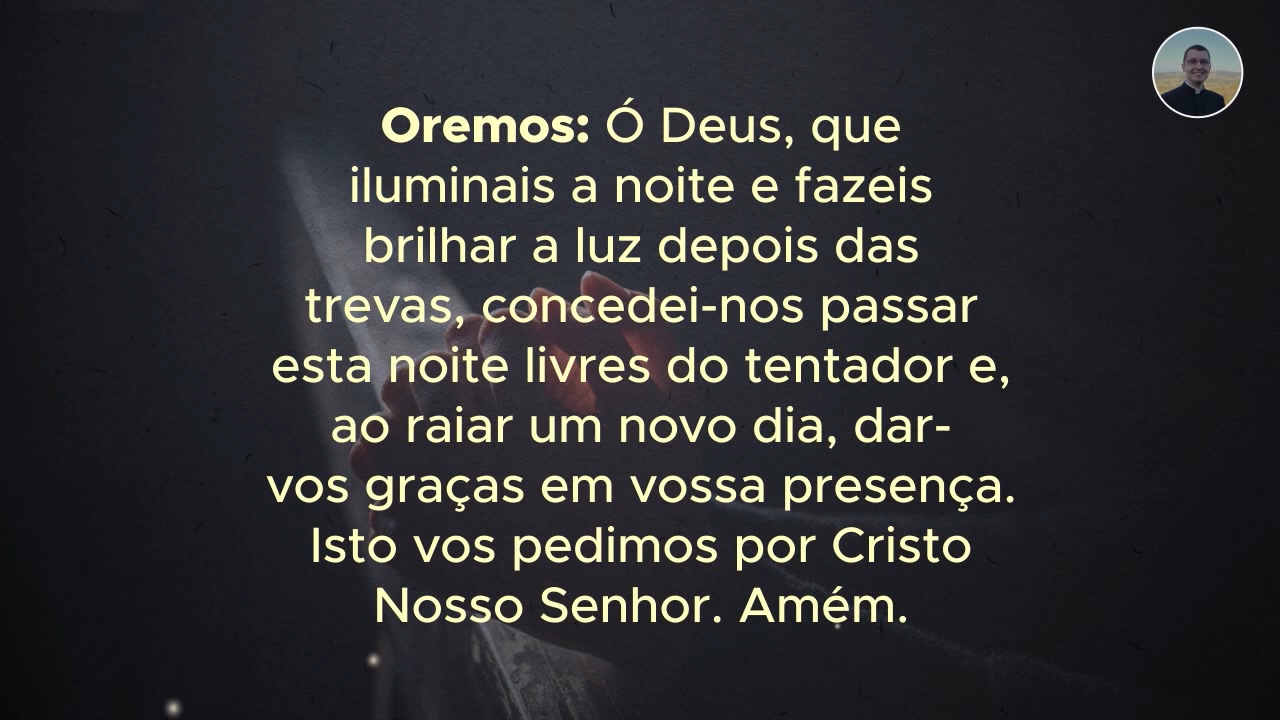 Oremos: Ó Deus, que
iluminais a noite e fazeis
brilhar a luz depois das
trevas, concedei-nos passar
esta noite livres do tentador e,
ao raiar um novo dia, dar-
vos graças em vossa presença.
Isto vos pedimos por Cristo
Nosso Senhor. Amém.